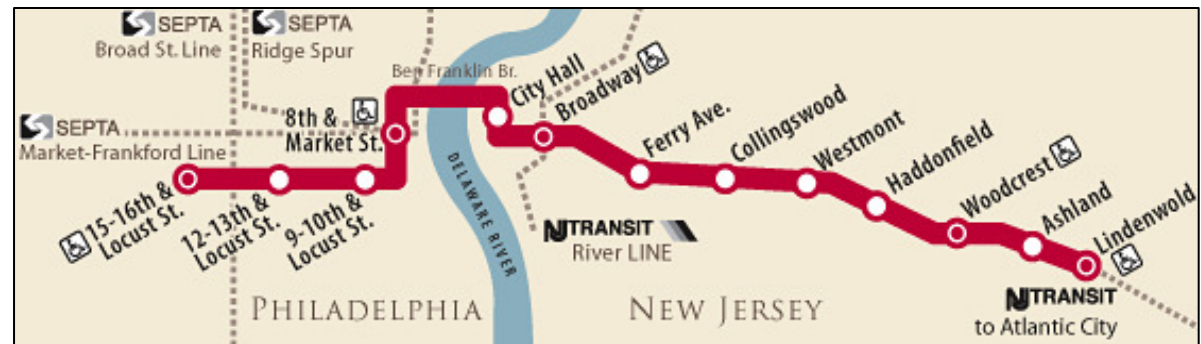 SEPTA
Broad St. Line
SEPTA
Ridge Spur
Ben Franklin Br.
SEPTA
Market-Frankford Line
15-16th &
Locust St.
12-13th &
Locust St.
9-10th &
Locust St.
8th &
Market St.
City Hall
Broadway
Ferry Ave.
Collingswood
Westmont
Haddonfield
Woodcrest
Ashland
Lindenwold
DELAWARE RIVER
NJTRANSIT
River LINE
PHILADELPHIA
NEW JERSEY
NJTRANSIT
to Atlantic City